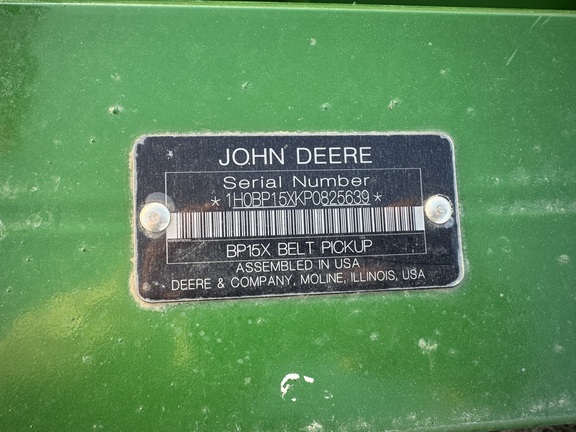 JOHN DEERE
Serial Number
*1H0BP15XKP0825639*
BP15X BELT PICKUP
ASSEMBLED IN USA
DEERE & COMPANY, MOLINE, ILLINOIS, USA